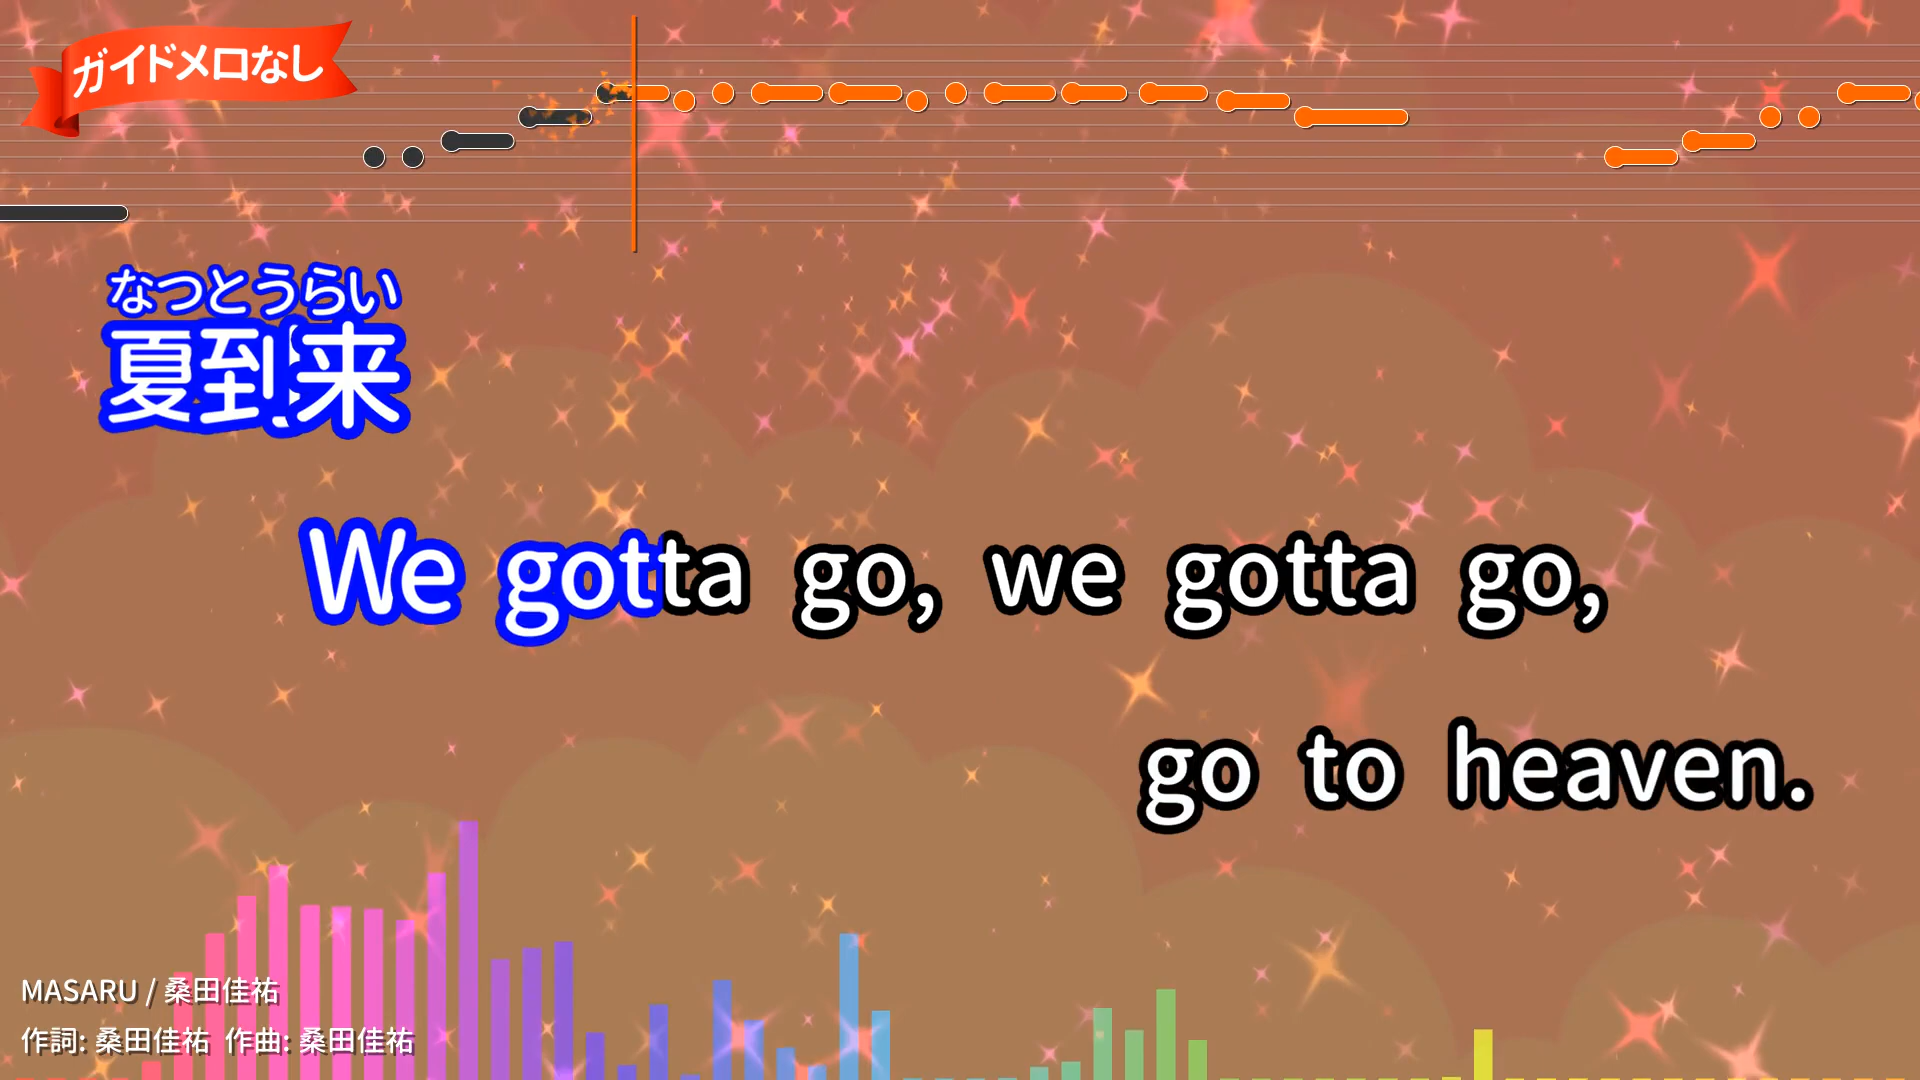 ガイドメロなし
なつとうらい
夏到来
We gotta go, we gotta go,
go to heaven.
MASARU / 桑田佳祐
作詞: 桑田佳祐 作曲: 桑田佳祐